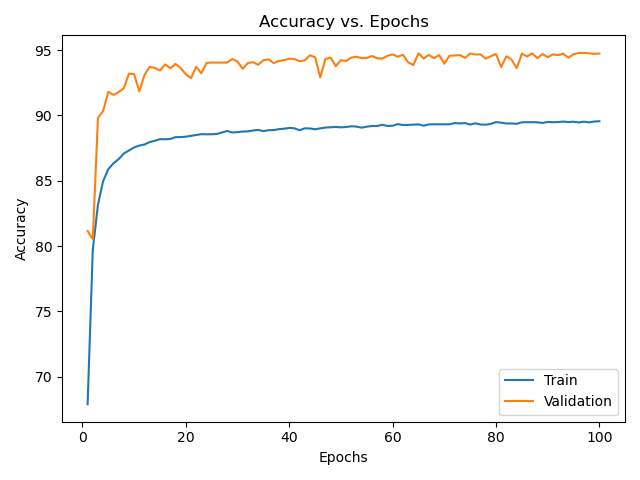 Accuracy vs. Epochs
Accuracy
95
90
85
80
75
70
0 20 40 60 80 100
Epochs
Train
Validation